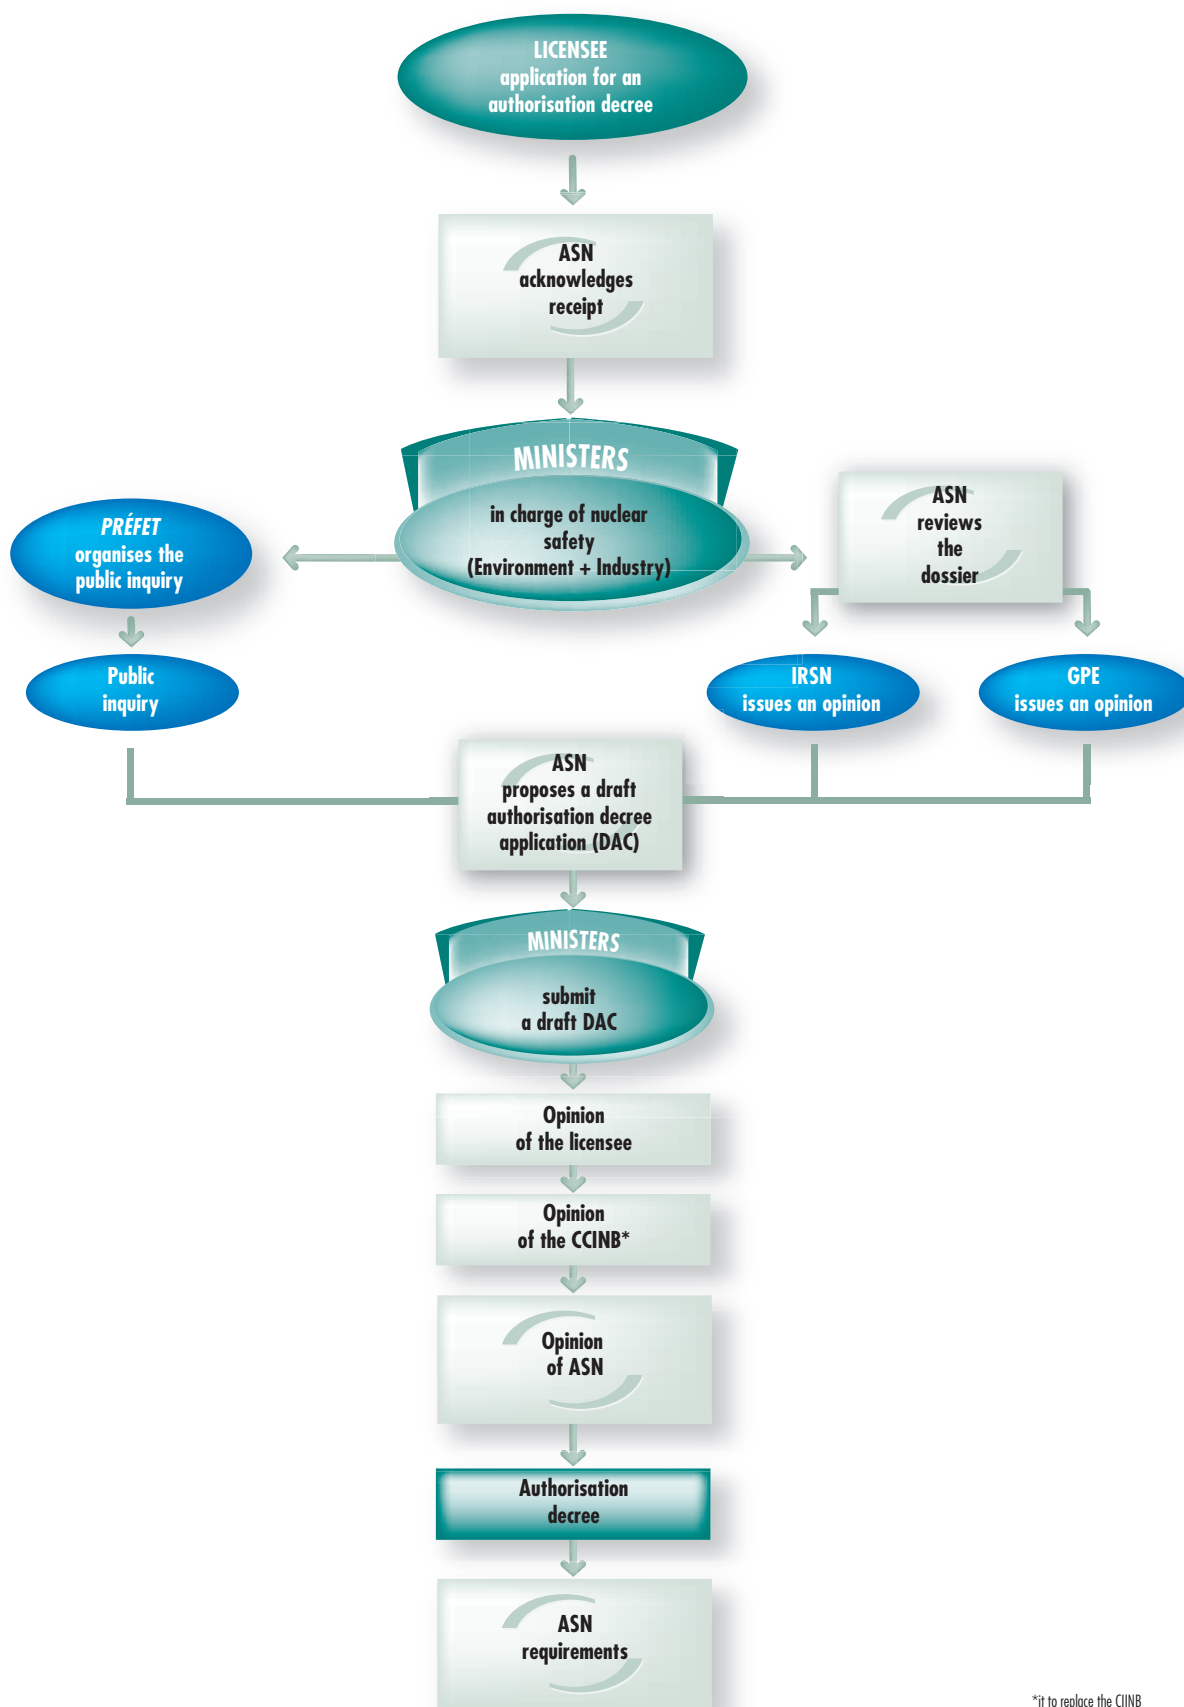 LICENSEE
application for an
authorisation decree
ASN
acknowledges
receipt
MINISTERS
in charge of nuclear
safety
(Environment + Industry)
PRÉFET
organises the
public inquiry
ASN
reviews
the
dossier
Public
inquiry
IRSN
issues an opinion
GPE
issues an opinion
ASN
proposes a draft
authorisation decree
application (DAC)
MINISTERS
submit
a draft DAC
Opinion
of the licensee
Opinion
of the CCINB*
Opinion
of ASN
Authorisation
decree
ASN
requirements
*it to replace the CIINB